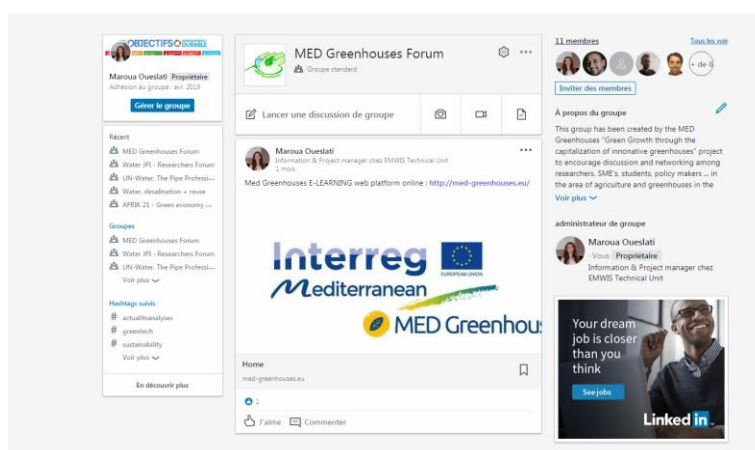 OBJECTIFS
DURABLE
Maroua Oueslati Propriétaire
Adhésion au groupe : avr. 2019
Gérer le groupe
Récent
MED Greenhouses Forum
Water JPI - Researchers Forum
UN-Water. The Pipe Professi...
Water. desalination + reuse
AFRIK 21 - Green economy ...
Groupes
MED Greenhouses Forum
Water JPI - Researchers Forum
UN-Water. The Pipe Professi...
Voir plus
Hashtags suivis
# actualitsanalyses
# greentech
# sustainability
Voir plus
En découvrir plus
MED Greenhouses Forum
Groupe standard
Lancer une discussion de groupe
Maroua Oueslati
Information & Project manager chez EMWIS Technical Unit
1 mois
Med Greenhouses E-LEARNING web platform online : http://med-greenhouses.eu/
Interreg
EUROPEAN UNION
Mediterranean
MED Greenhou
Home
med-greenhouses.eu
1
J'aime Commenter
11 membres Tous les voir
+ de 6
Inviter des membres
À propos du groupe
This group has been created by the MED
Greenhouses "Green Growth through the
capitalization of innonative greenhouses" project
to encourage discussion and networking among
researchers, SME's, students, policy makers ... in
the area of agriculture and greenhouses in the
Voir plus
administrateur de groupe
Maroua Oueslati
· Vous Propriétaire
Information & Project manager chez
EMWIS Technical Unit
Your dream
job is closer
than you
think
See jobs
Linked in